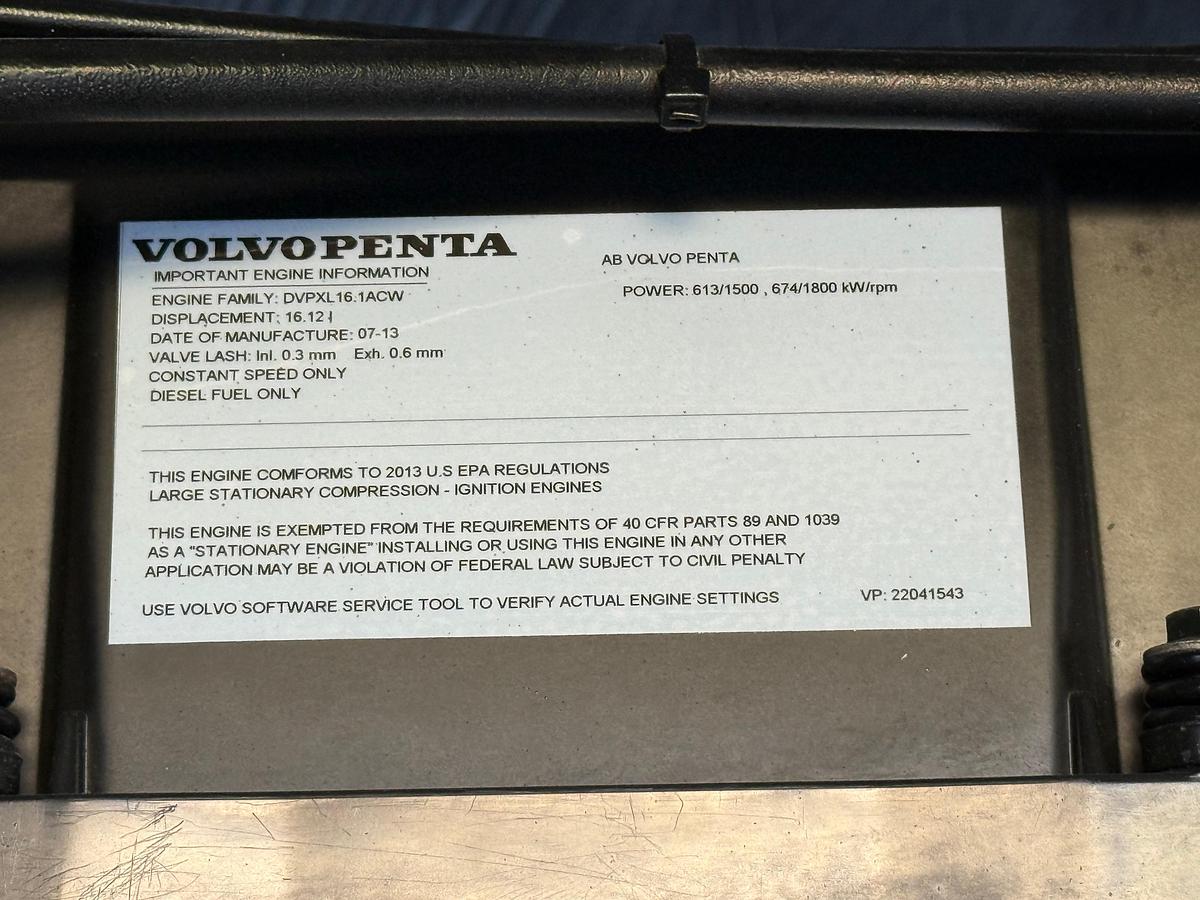 VOLVO PENTA
IMPORTANT ENGINE INFORMATION
ENGINE FAMILY: DVPXL16.1ACW
DISPLACEMENT: 16.12 l
DATE OF MANUFACTURE: 07-13
VALVE LASH: Inl. 0.3 mm Exh. 0.6 mm
CONSTANT SPEED ONLY
DIESEL FUEL ONLY
AB VOLVO PENTA
POWER: 613/1500 , 674/1800 kW/rpm
THIS ENGINE COMFORMS TO 2013 U.S EPA REGULATIONS
LARGE STATIONARY COMPRESSION - IGNITION ENGINES
THIS ENGINE IS EXEMPTED FROM THE REQUIREMENTS OF 40 CFR PARTS 89 AND 1039
AS A "STATIONARY ENGINE" INSTALLING OR USING THIS ENGINE IN ANY OTHER
APPLICATION MAY BE A VIOLATION OF FEDERAL LAW SUBJECT TO CIVIL PENALTY
USE VOLVO SOFTWARE SERVICE TOOL TO VERIFY ACTUAL ENGINE SETTINGS
VP: 22041543